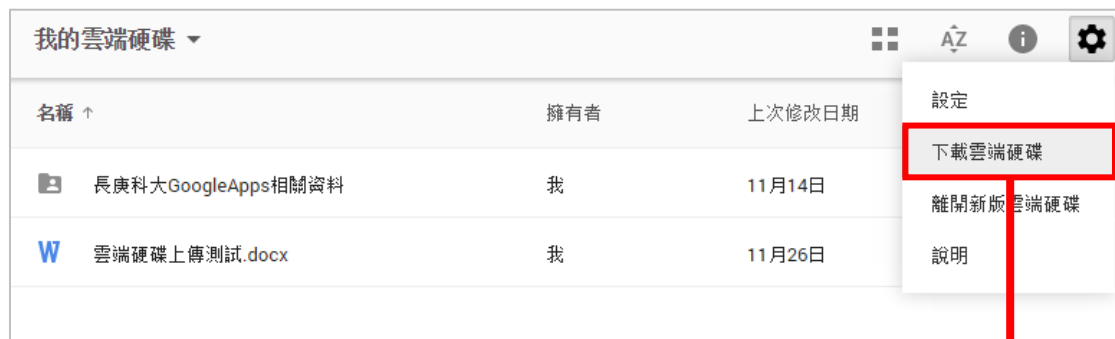 我的雲端硬碟
AZ
設定
下載雲端硬碟
離開新版雲端硬碟
說明
名稱 ↑ 擁有者 上次修改日期
長庚科大GoogleApps相關資料 我 11月14日
W 雲端硬碟上傳測試.docx 我 11月26日